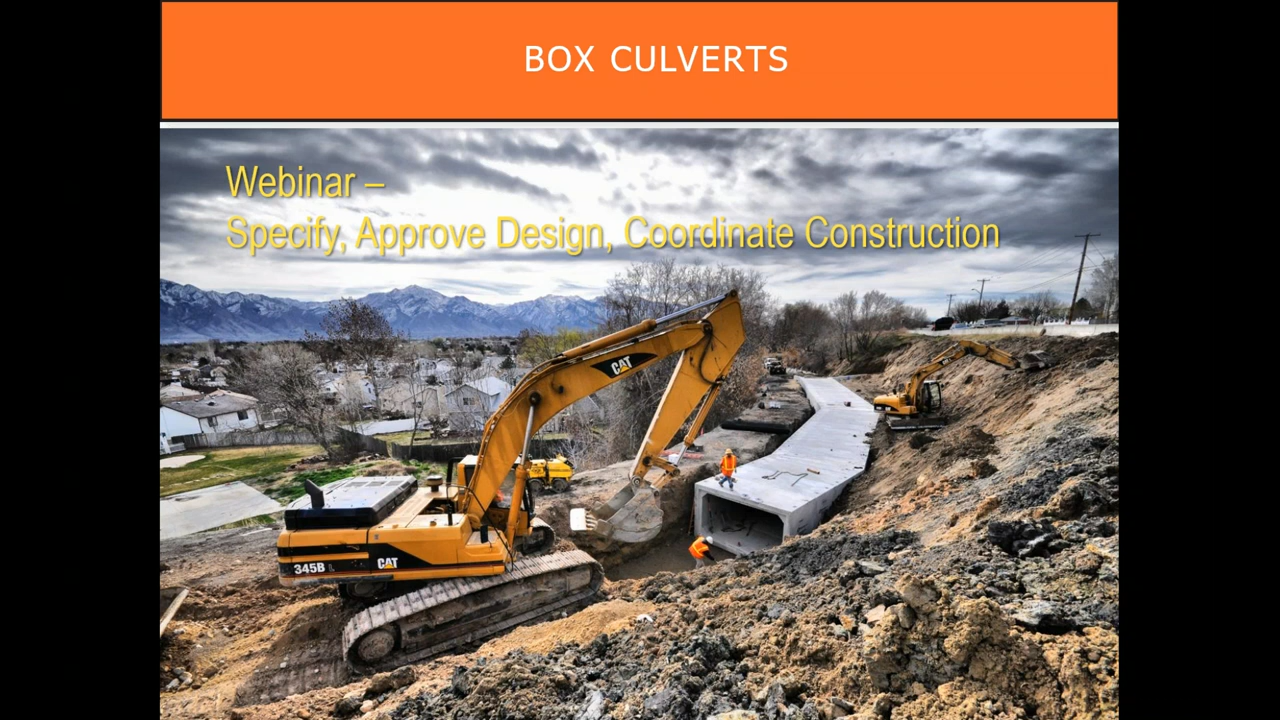 BOX CULVERTS
Webinar –
Specify, Approve Design, Coordinate Construction
CAT
345B L
CAT